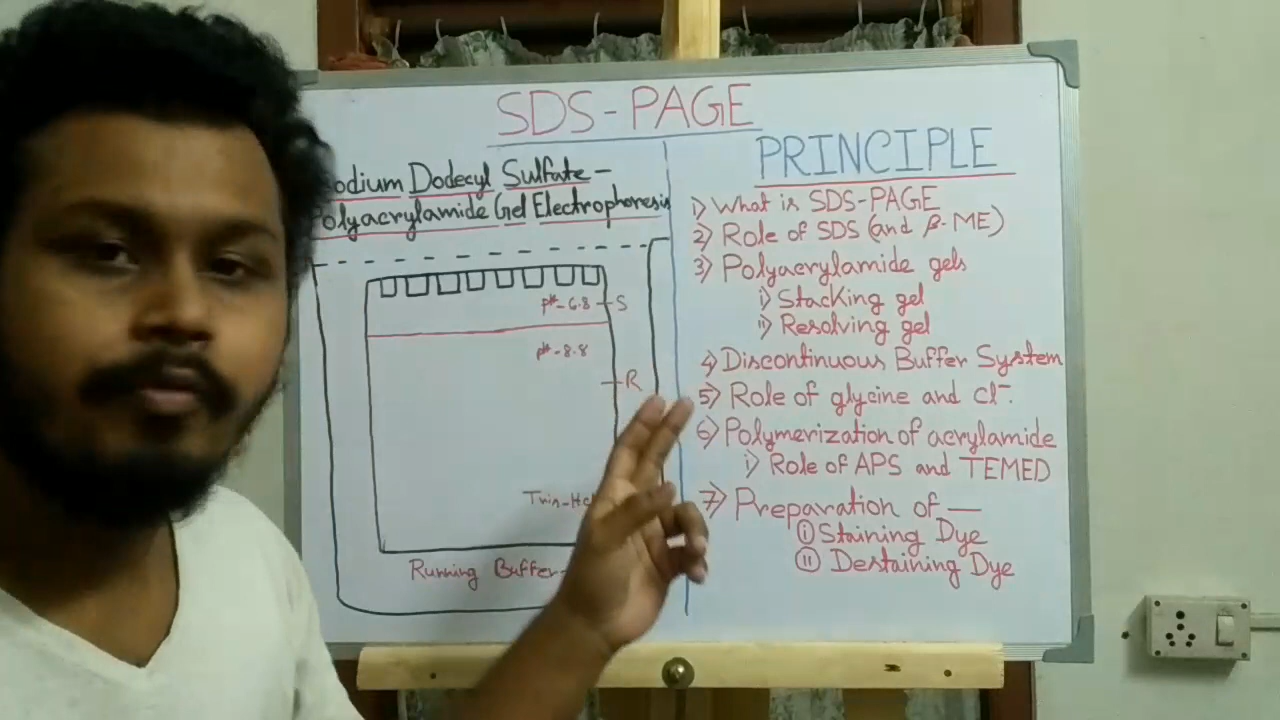 SDS-PAGE
odium Dodecyl Sulfate-
Polyacrylamide Gel Electrophoresis
pH-6.8
S
pH-8.8
R
Running Buffer-
PRINCIPLE
1) What is SDS-PAGE
2) Role of SDS (and β-ME)
3) Polyacrylamide gels
i) Stacking gel
ii) Resolving gel
4) Discontinuous Buffer System
5) Role of glycine and Cl⁻.
6) Polymerization of acrylamide
i) Role of APS and TEMED
7) Preparation of —
(i) Staining Dye
(ii) Destaining Dye